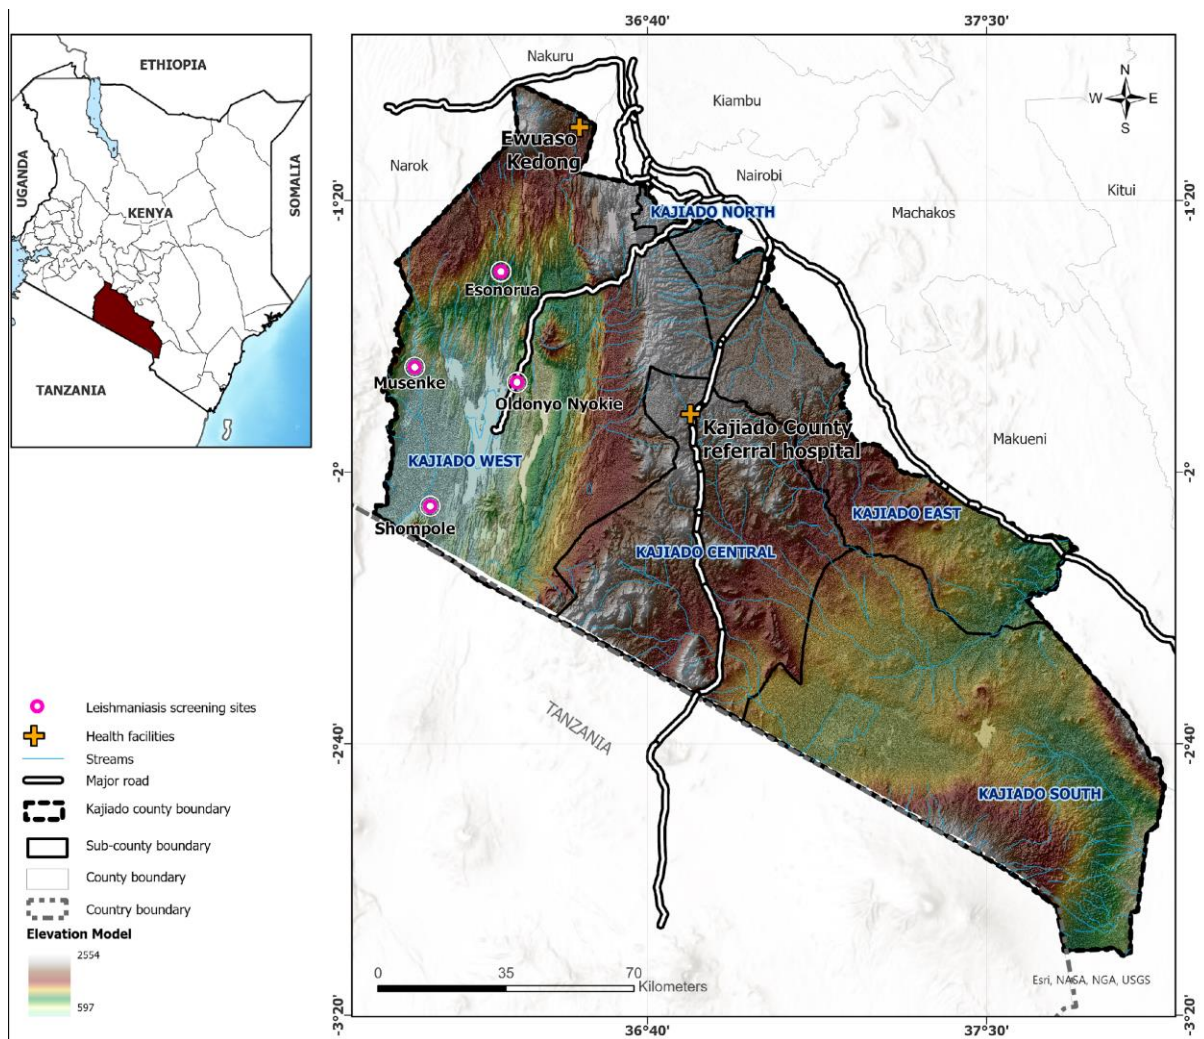 ETHIOPIA
UGANDA
SOMALIA
KENYA
TANZANIA
36°40'
37°30'
Nakuru
Kiambu
N
W
E
S
Ewuaso
Kedong
Narok
Nairobi
Kitui
-1°20'
-1°20'
KAJIADO NORTH
Machakos
Esonorua
Musenke
Oldonyo Nyokie
Kajiado County
referral hospital
Makueni
KAJIADO WEST
-2°
-2°
Shompole
KAJIADO EAST
KAJIADO CENTRAL
TANZANIA
-2°40'
-2°40'
KAJIADO SOUTH
Esri, NASA, NGA, USGS
0
35
70
Kilometers
-3°20'
-3°20'
36°40'
37°30'
Leishmaniasis screening sites
Health facilities
Streams
Major road
Kajiado county boundary
Sub-county boundary
County boundary
Country boundary
Elevation Model
2554
597